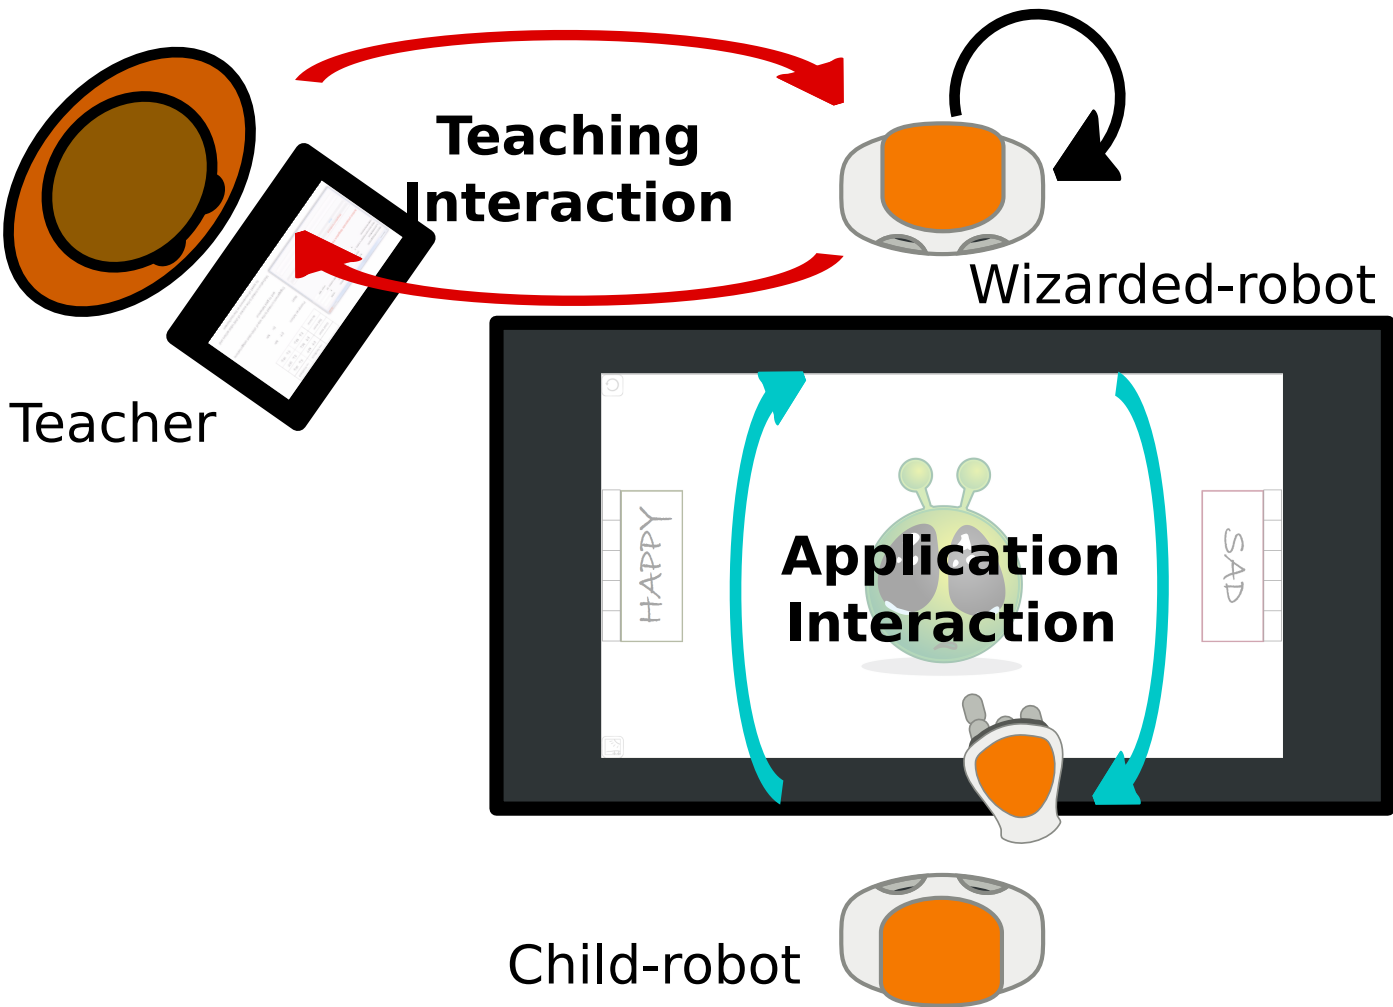 Teaching
Interaction
Wizarded-robot
Teacher
HAPPY
Application
Interaction
SAD
Child-robot